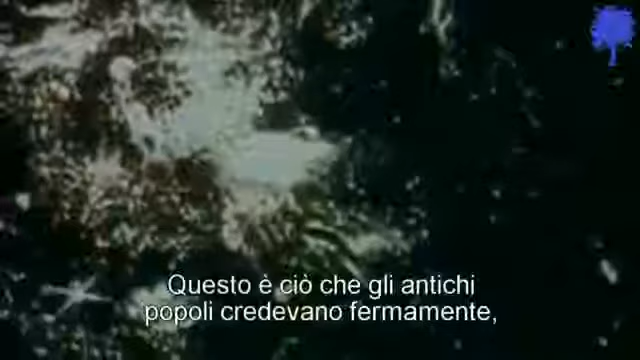 Questo è ciò che gli antichi
popoli credevano fermamente,